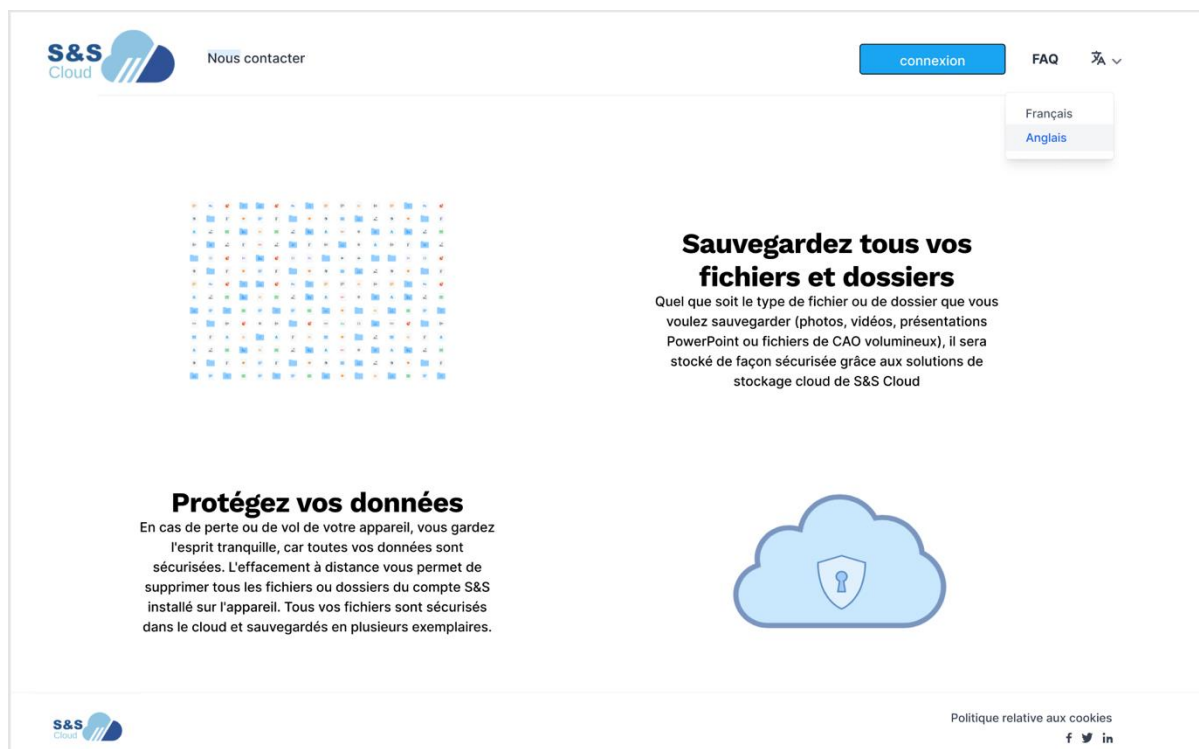 S&S
Cloud
Nous contacter
connexion
FAQ
Français
Anglais
Sauvegardez tous vos
fichiers et dossiers
Quel que soit le type de fichier ou de dossier que vous
voulez sauvegarder (photos, vidéos, présentations
PowerPoint ou fichiers de CAO volumineux), il sera
stocké de façon sécurisée grâce aux solutions de
stockage cloud de S&S Cloud
Protégez vos données
En cas de perte ou de vol de votre appareil, vous gardez
l'esprit tranquille, car toutes vos données sont
sécurisées. L'effacement à distance vous permet de
supprimer tous les fichiers ou dossiers du compte S&S
installé sur l'appareil. Tous vos fichiers sont sécurisés
dans le cloud et sauvegardés en plusieurs exemplaires.
S&S
Cloud
Politique relative aux cookies